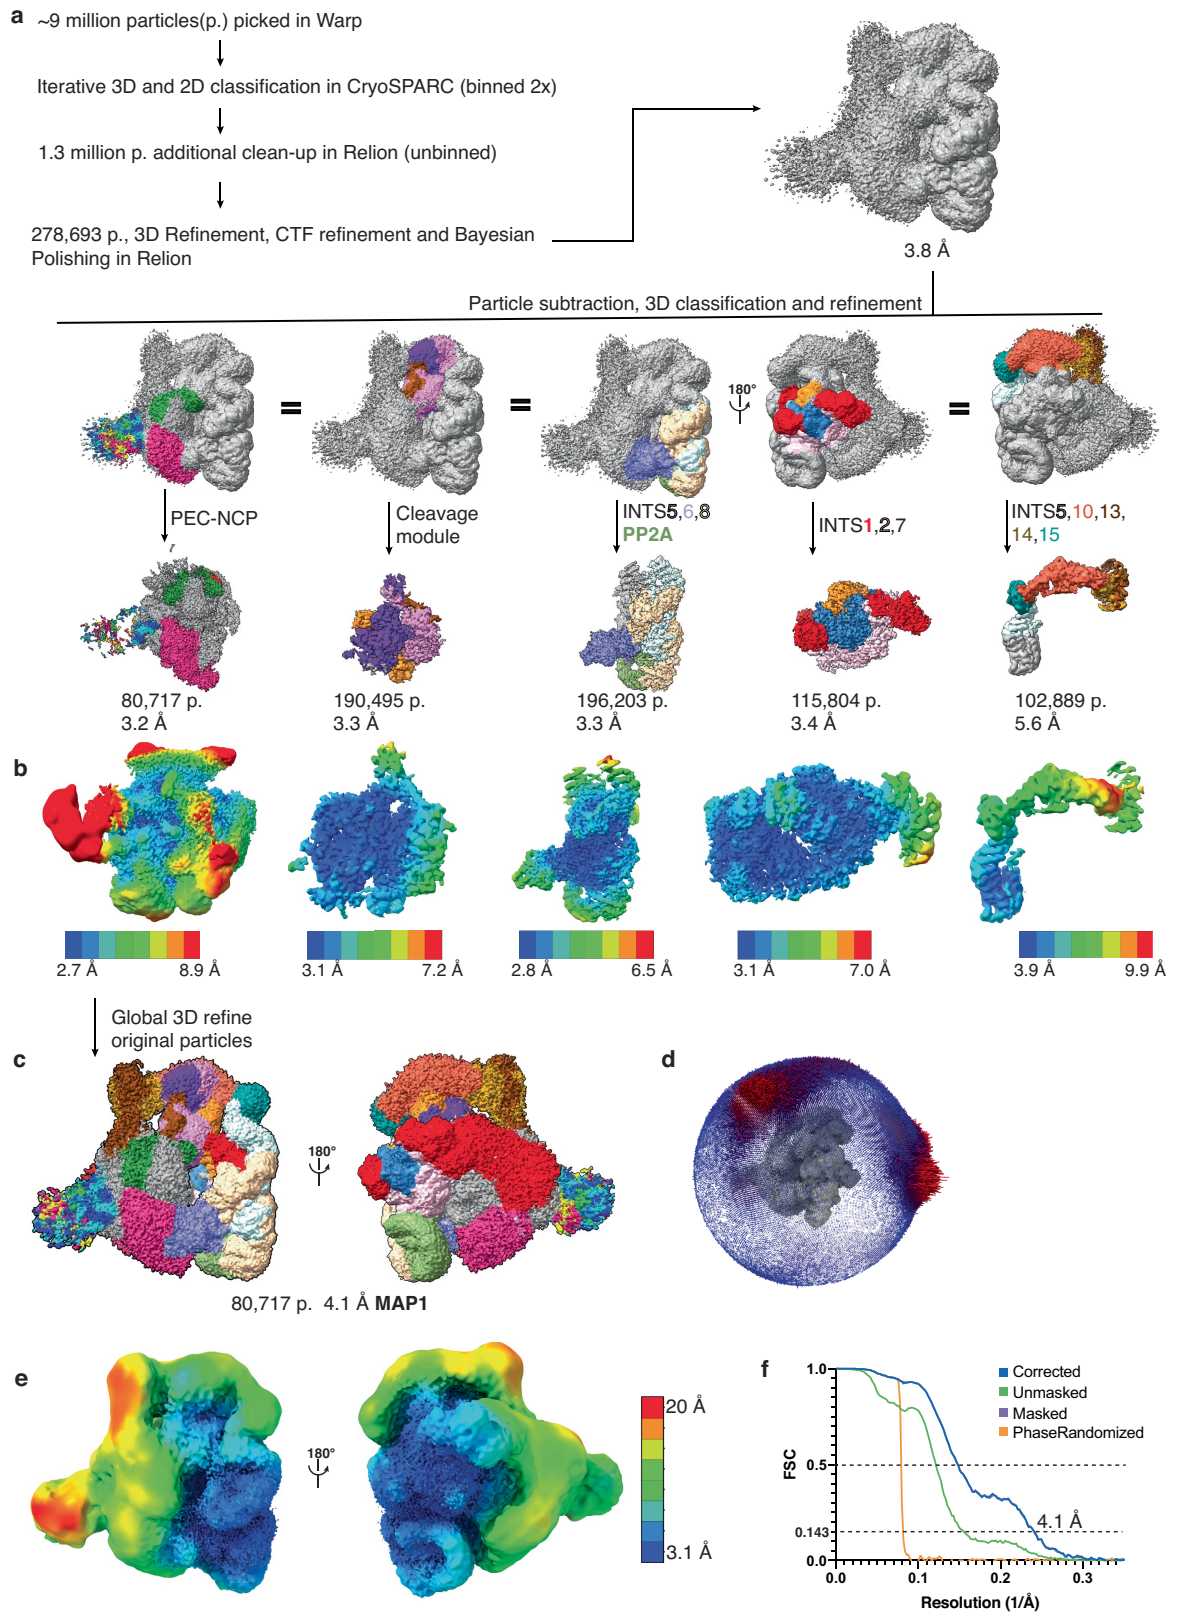 a
~9 million particles(p.) picked in Warp
Iterative 3D and 2D classification in CryoSPARC (binned 2x)
1.3 million p. additional clean-up in Relion (unbinned)
278,693 p., 3D Refinement, CTF refinement and Bayesian
Polishing in Relion
3.8 Å
Particle subtraction, 3D classification and refinement
=
=
180°
=
PEC-NCP
Cleavage
module
INTS5,6,8
PP2A
INTS1,2,7
INTS5,10,13,
14,15
80,717 p.
3.2 Å
190,495 p.
3.3 Å
196,203 p.
3.3 Å
115,804 p.
3.4 Å
102,889 p.
5.6 Å
b
2.7 Å
8.9 Å
3.1 Å
7.2 Å
2.8 Å
6.5 Å
3.1 Å
7.0 Å
3.9 Å
9.9 Å
Global 3D refine
original particles
c
180°
80,717 p. 4.1 Å MAP1
d
e
180°
20 Å
3.1 Å
f
1.0
0.5
0.143
0.0
FSC
Corrected
Unmasked
Masked
PhaseRandomized
4.1 Å
0.0
0.1
0.2
0.3
Resolution (1/Å)